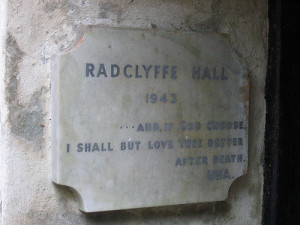 RADCLYFFE HALL
1943
...AND, IF GOD CHOOSE,
I SHALL BUT LOVE THEE BETTER
AFTER DEATH.
UNA.